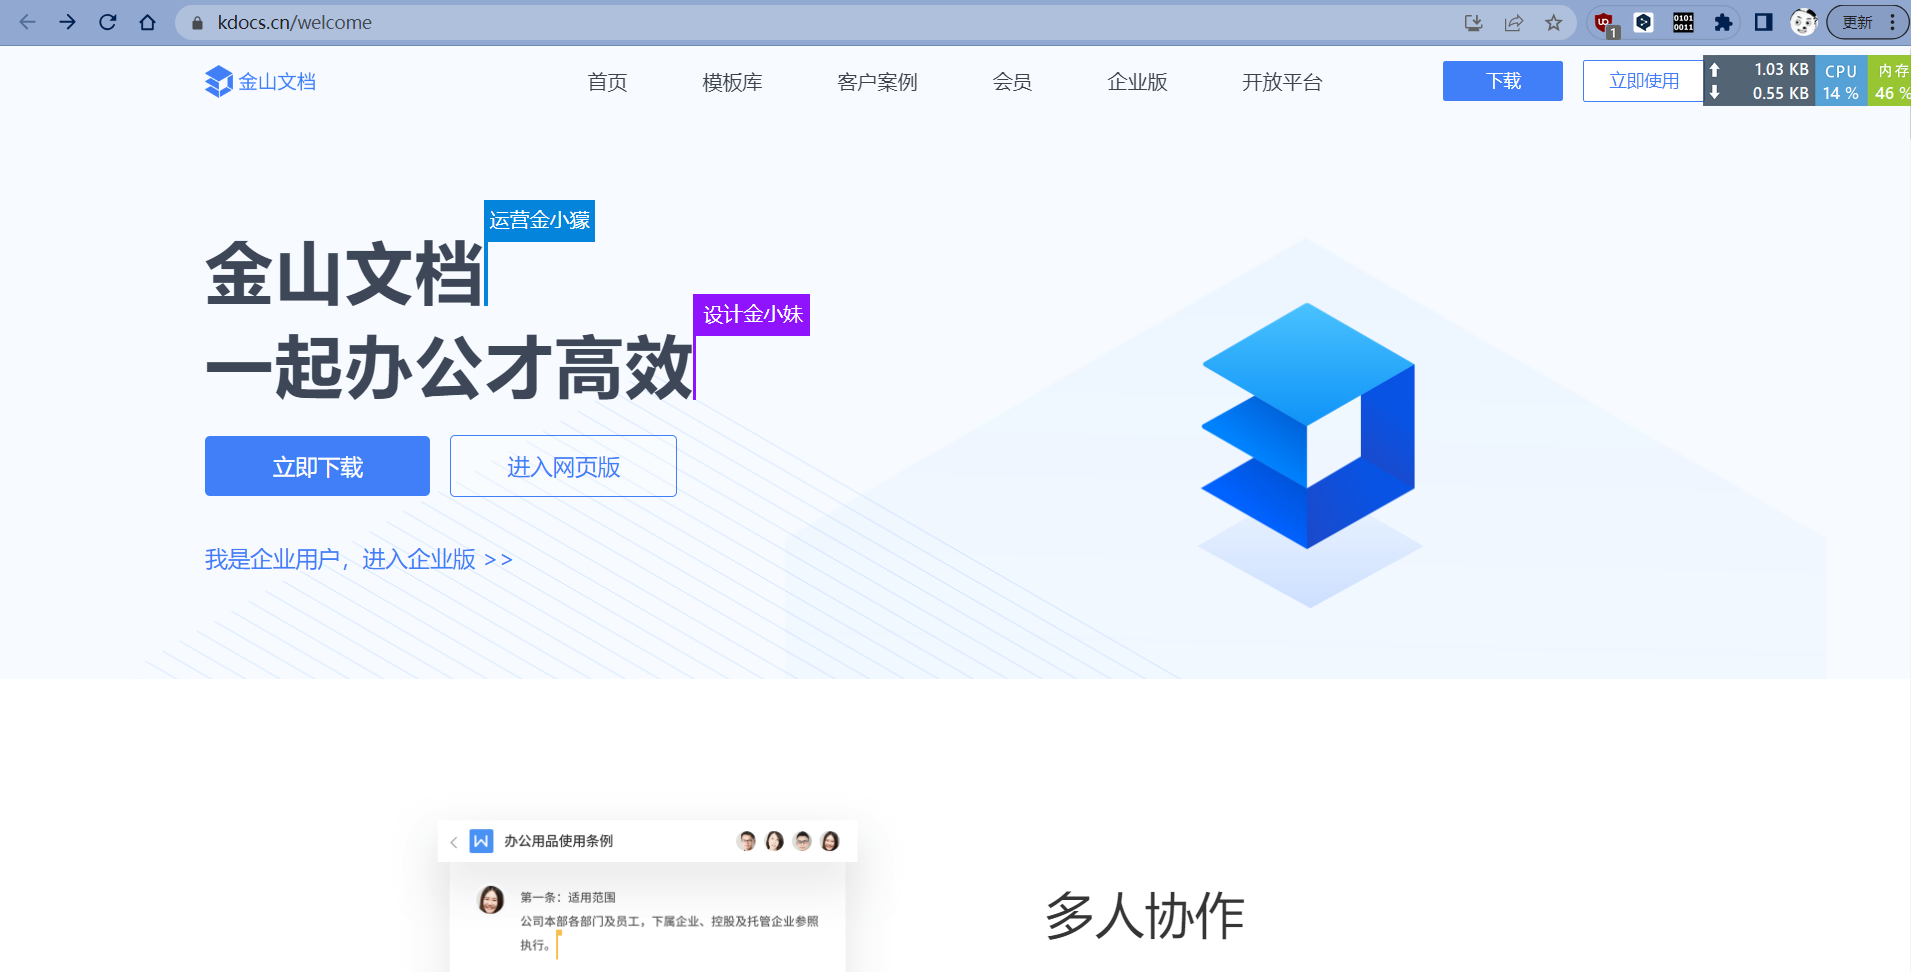 kdocs.cn/welcome
1
0101
0011
更新
金山文档
首页
模板库
客户案例
会员
企业版
开放平台
下载
立即使用
1.03 KB
0.55 KB
CPU
14 %
内存
46 %
运营金小獴
金山文档
设计金小妹
一起办公才高效
立即下载
进入网页版
我是企业用户，进入企业版 >>
办公用品使用条例
第一条：适用范围
公司本部各部门及员工，下属企业、控股及托管企业参照
执行。
多人协作